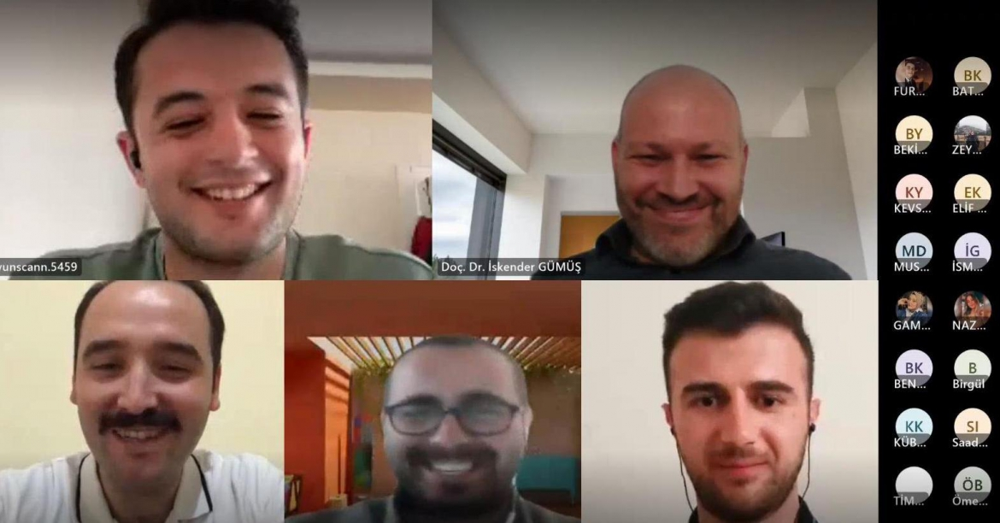 yunscann.5459
Doç. Dr. İskender GÜMÜŞ
FUR...
BK
BAT...
BY
BEKİ...
ZEY...
KY
KEVS...
EK
ELİF ...
MD
MUS...
İG
İSM...
GAM...
NAZ...
BK
BEN...
B
Birgül
KK
KÜB...
SI
Saad...
TİM...
ÖB
Öme...